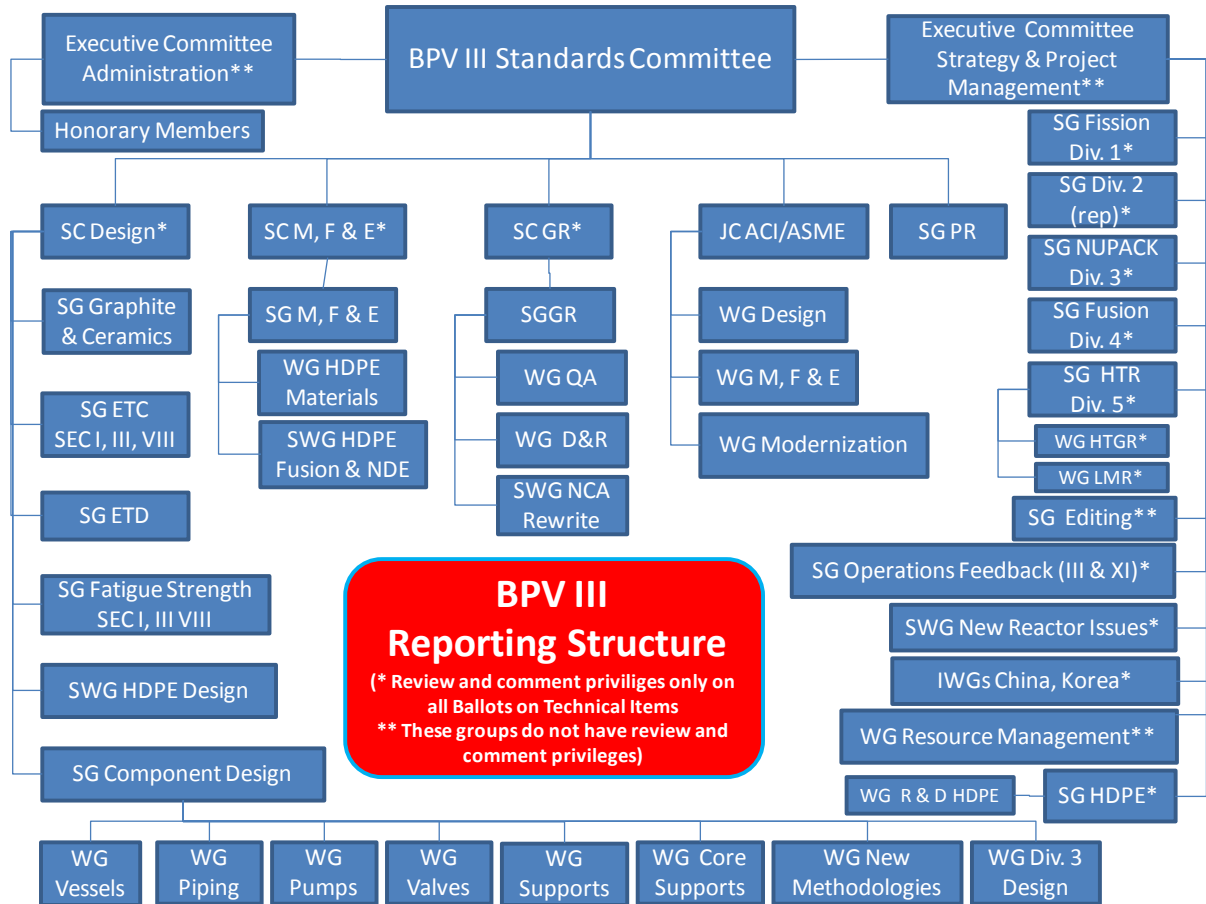 Executive Committee
Administration**
BPV III Standards Committee
Executive Committee
Strategy & Project
Management**
Honorary Members
SG Fission
Div. 1*
SG Div. 2
(rep)*
SG NUPACK
Div. 3*
SG Fusion
Div. 4*
SG HTR
Div. 5*
WG HTGR*
WG LMR*
SG Editing**
SG Operations Feedback (III & XI)*
SWG New Reactor Issues*
IWGs China, Korea*
WG Resource Management**
WG R & D HDPE
SG HDPE*
SC Design*
SC M, F & E*
SC GR*
JC ACI/ASME
SG PR
SG Graphite
& Ceramics
SG ETC
SEC I, III, VIII
SG ETD
SG Fatigue Strength
SEC I, III VIII
SWG HDPE Design
SG Component Design
SG M, F & E
WG HDPE
Materials
SWG HDPE
Fusion & NDE
SGGR
WG QA
WG D&R
SWG NCA
Rewrite
WG Design
WG M, F & E
WG Modernization
BPV III
Reporting Structure
(* Review and comment priviliges only on
all Ballots on Technical Items
** These groups do not have review and
comment privileges)
WG
Vessels
WG
Piping
WG
Pumps
WG
Valves
WG
Supports
WG Core
Supports
WG New
Methodologies
WG Div. 3
Design